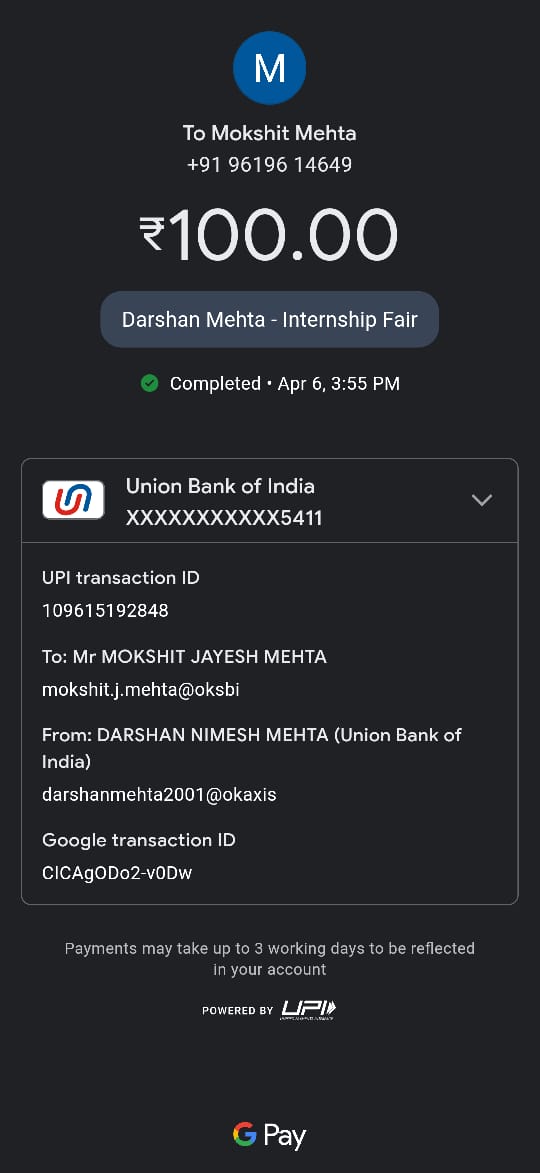 M
To Mokshit Mehta
+91 96196 14649
₹100.00
Darshan Mehta - Internship Fair
Completed • Apr 6, 3:55 PM
Union Bank of India
XXXXXXXXXXX5411
UPI transaction ID
109615192848
To: Mr MOKSHIT JAYESH MEHTA
mokshit.j.mehta@oksbi
From: DARSHAN NIMESH MEHTA (Union Bank of
India)
darshanmehta2001@okaxis
Google transaction ID
CICAgODo2-v0Dw
Payments may take up to 3 working days to be reflected
in your account
POWERED BY UPI
G Pay